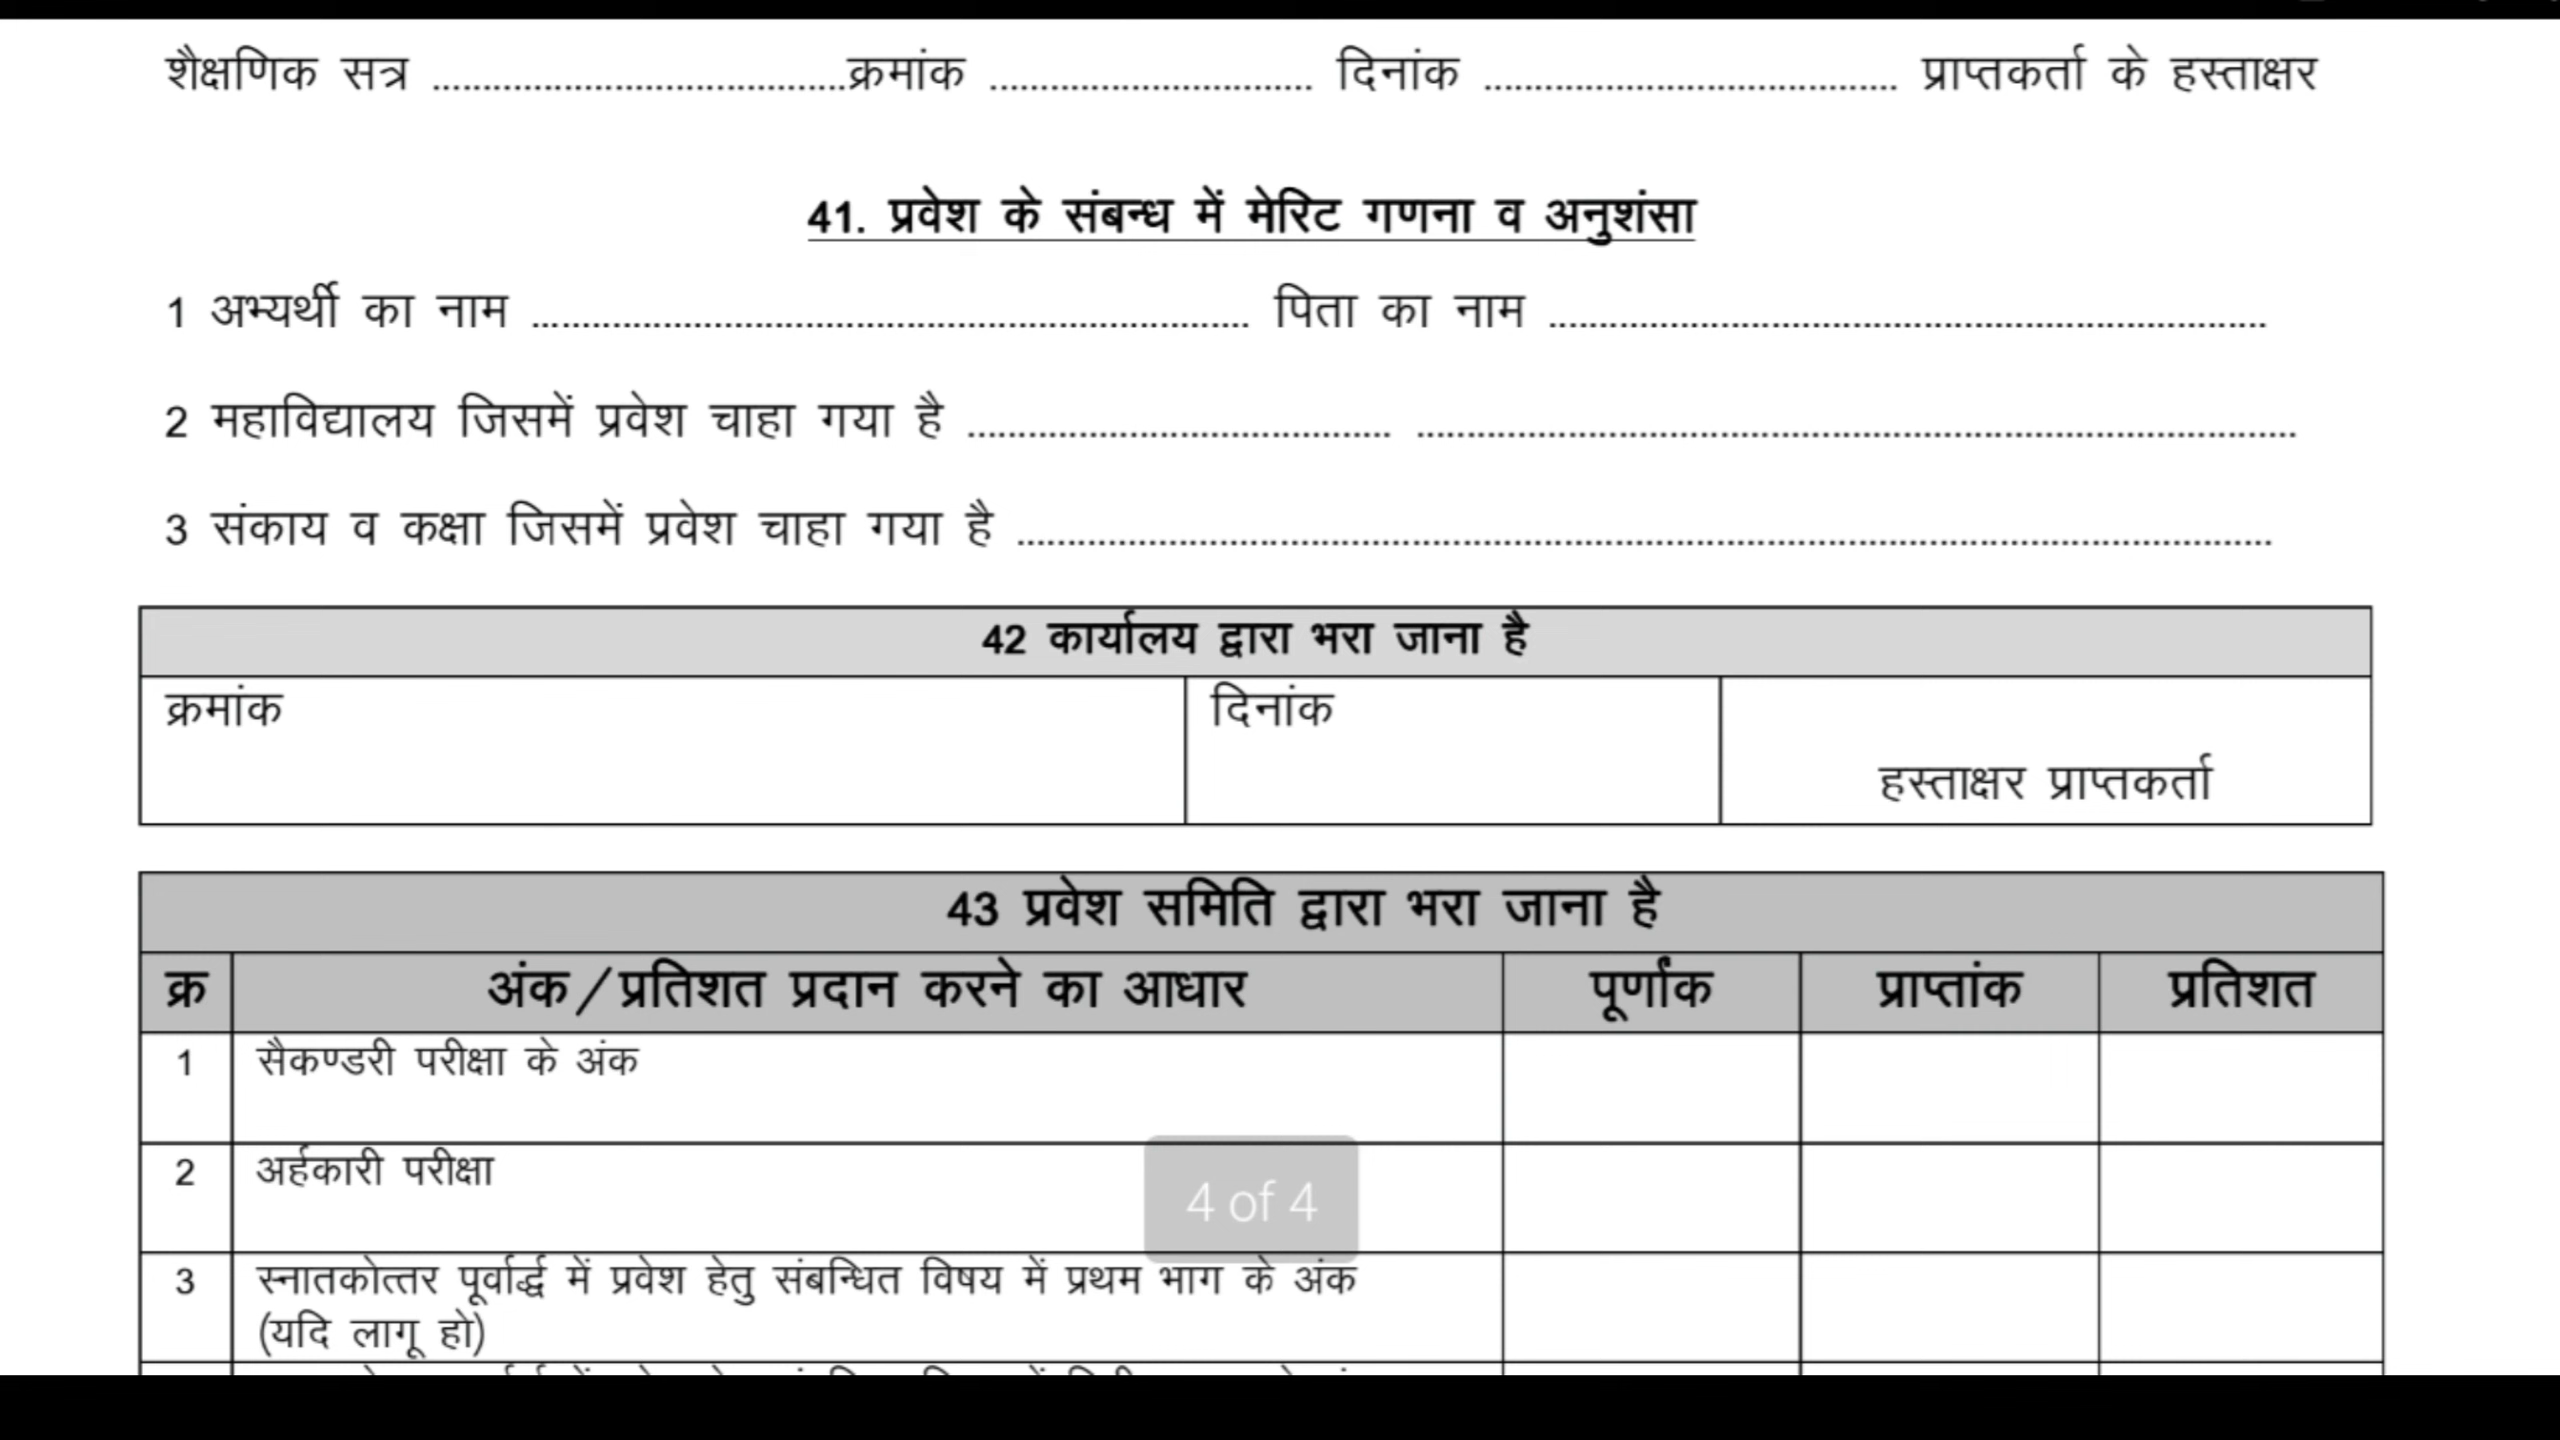 शैक्षणिक सत्र .........................................क्रमांक ................................ दिनांक ......................................... प्राप्तकर्ता के हस्ताक्षर
41. प्रवेश के संबन्ध में मेरिट गणना व अनुशंसा
1 अभ्यर्थी का नाम ....................................................................... पिता का नाम .......................................................................
2 महाविद्यालय जिसमें प्रवेश चाहा गया है .......................................... .......................................................................................
3 संकाय व कक्षा जिसमें प्रवेश चाहा गया है ............................................................................................................................
42 कार्यालय द्वारा भरा जाना है
क्रमांक दिनांक
हस्ताक्षर प्राप्तकर्ता
43 प्रवेश समिति द्वारा भरा जाना है
क्र अंक/प्रतिशत प्रदान करने का आधार पूर्णांक प्राप्तांक प्रतिशत
1 सैकण्डरी परीक्षा के अंक
2 अर्हकारी परीक्षा
4 of 4
3 स्नातकोत्तर पूर्वार्द्ध में प्रवेश हेतु संबन्धित विषय में प्रथम भाग के अंक
(यदि लागू हो)